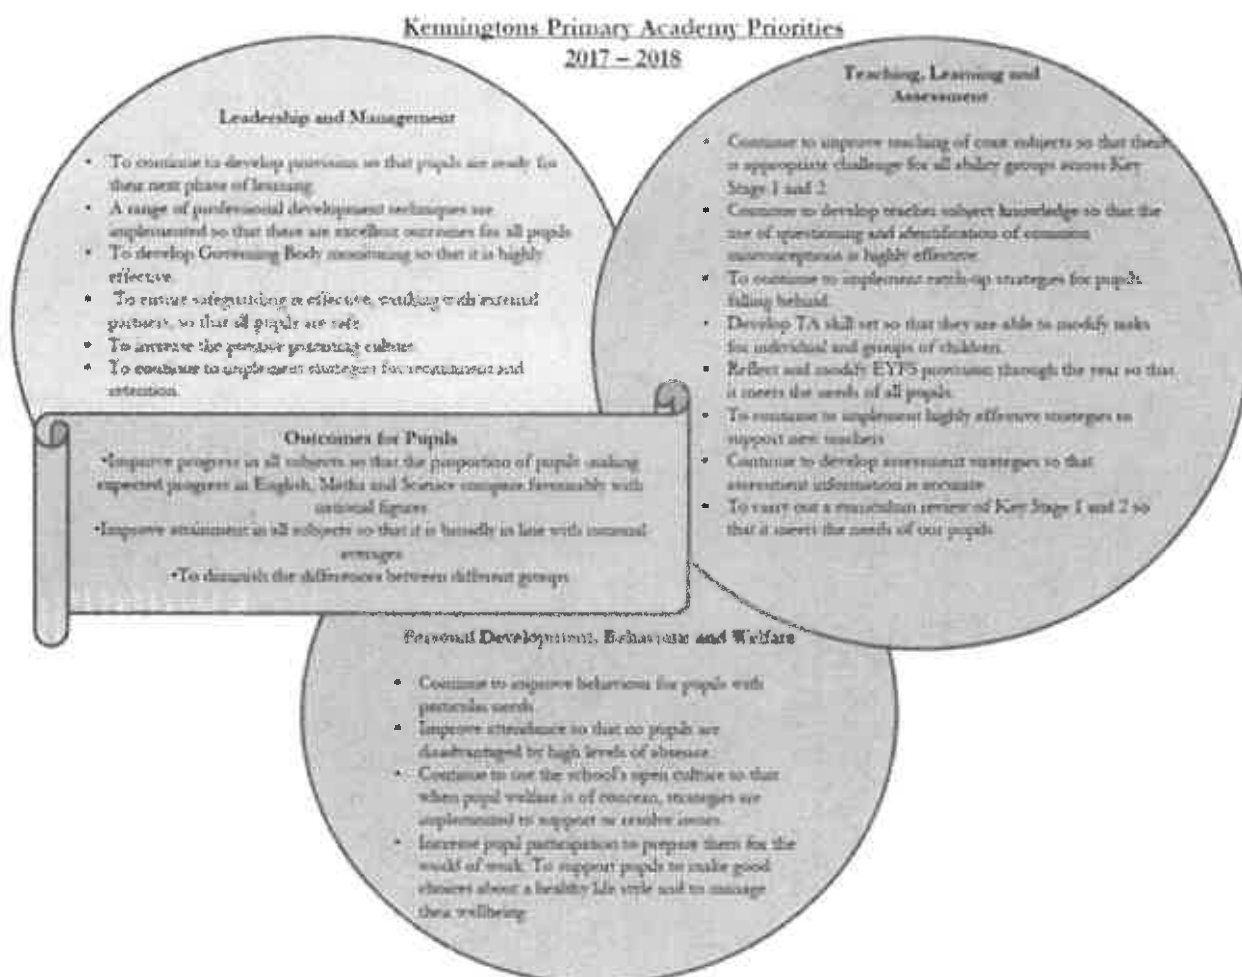 Kenningtons Primary Academy Priorities
2017 – 2018
Leadership and Management
• To continue to develop provision so that pupils are ready for
their next phase of learning
• A range of professional development techniques are
implemented so that there are excellent outcomes for all pupils
• To develop Governing Body monitoring so that it is highly
effective.
• To ensure safeguarding is effective, working with external
partners, so that all pupils are safe
• To increase the positive parenting culture
• To continue to implement strategies for recruitment and
retention.
Teaching, Learning and
Assessment
• Continue to improve teaching of core subjects so that there
is appropriate challenge for all ability groups across Key
Stage 1 and 2
• Continue to develop teacher subject knowledge so that the
use of questioning and identification of common
misconceptions is highly effective.
• To continue to implement catch-up strategies for pupils
falling behind.
• Develop TA skill set so that they are able to modify tasks
for individual and groups of children.
• Reflect and modify EYFS provision through the year so that
it meets the needs of all pupils.
• To continue to implement highly effective strategies to
support new teachers
• Continue to develop assessment strategies so that
assessment information is accurate
• To carry out a curriculum review of Key Stage 1 and 2 so
that it meets the needs of our pupils
Outcomes for Pupils
•Improve progress in all subjects so that the proportion of pupils making
expected progress in English, Maths and Science compare favourably with
national figures
•Improve attainment in all subjects so that it is broadly in line with national
averages
•To diminish the differences between different groups
Personal Development, Behaviour and Welfare
• Continue to improve behaviour for pupils with
particular needs
• Improve attendance so that no pupils are
disadvantaged by high levels of absence.
• Continue to use the school's open culture so that
when pupil welfare is of concern, strategies are
implemented to support or resolve issues.
• Increase pupil participation to prepare them for the
world of work. To support pupils to make good
choices about a healthy life style and to manage
• their wellbeing